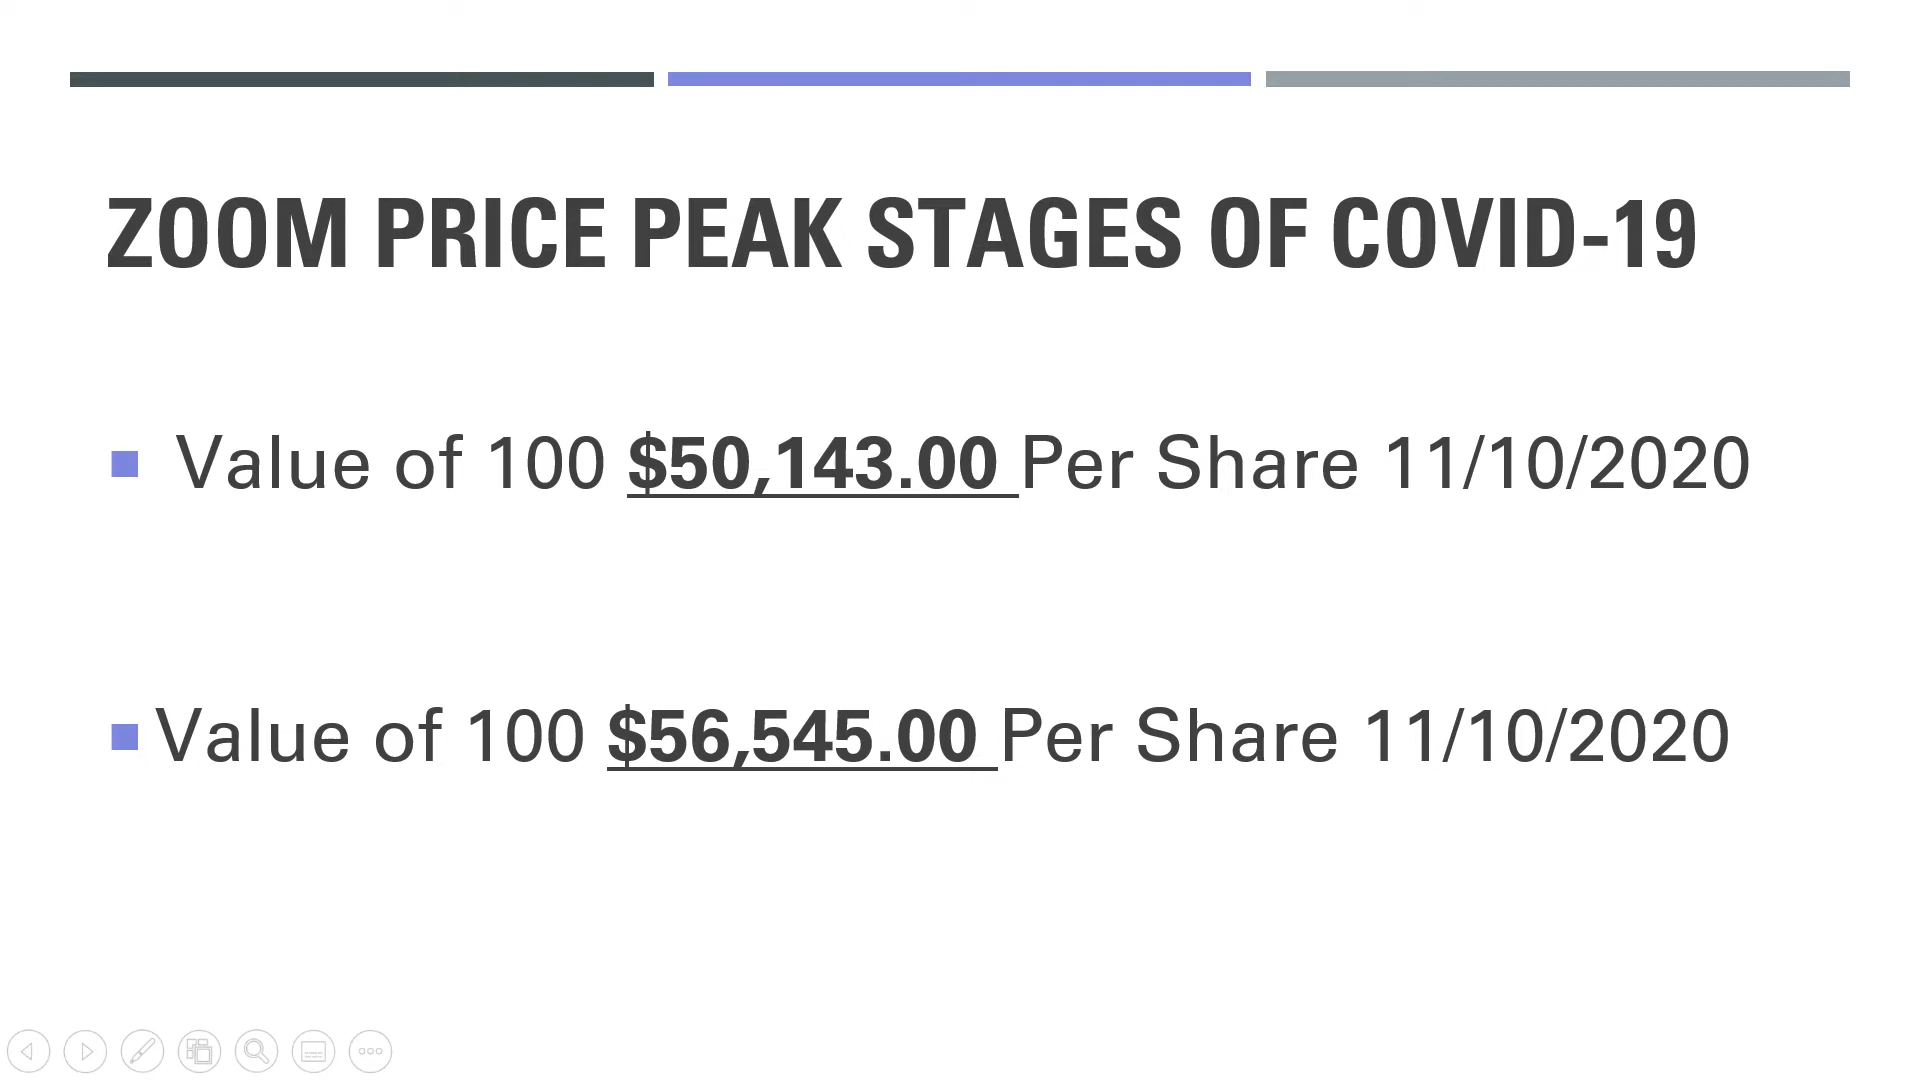 ZOOM PRICE PEAK STAGES OF COVID-19
Value of 100 $50,143.00 Per Share 11/10/2020
Value of 100 $56,545.00 Per Share 11/10/2020